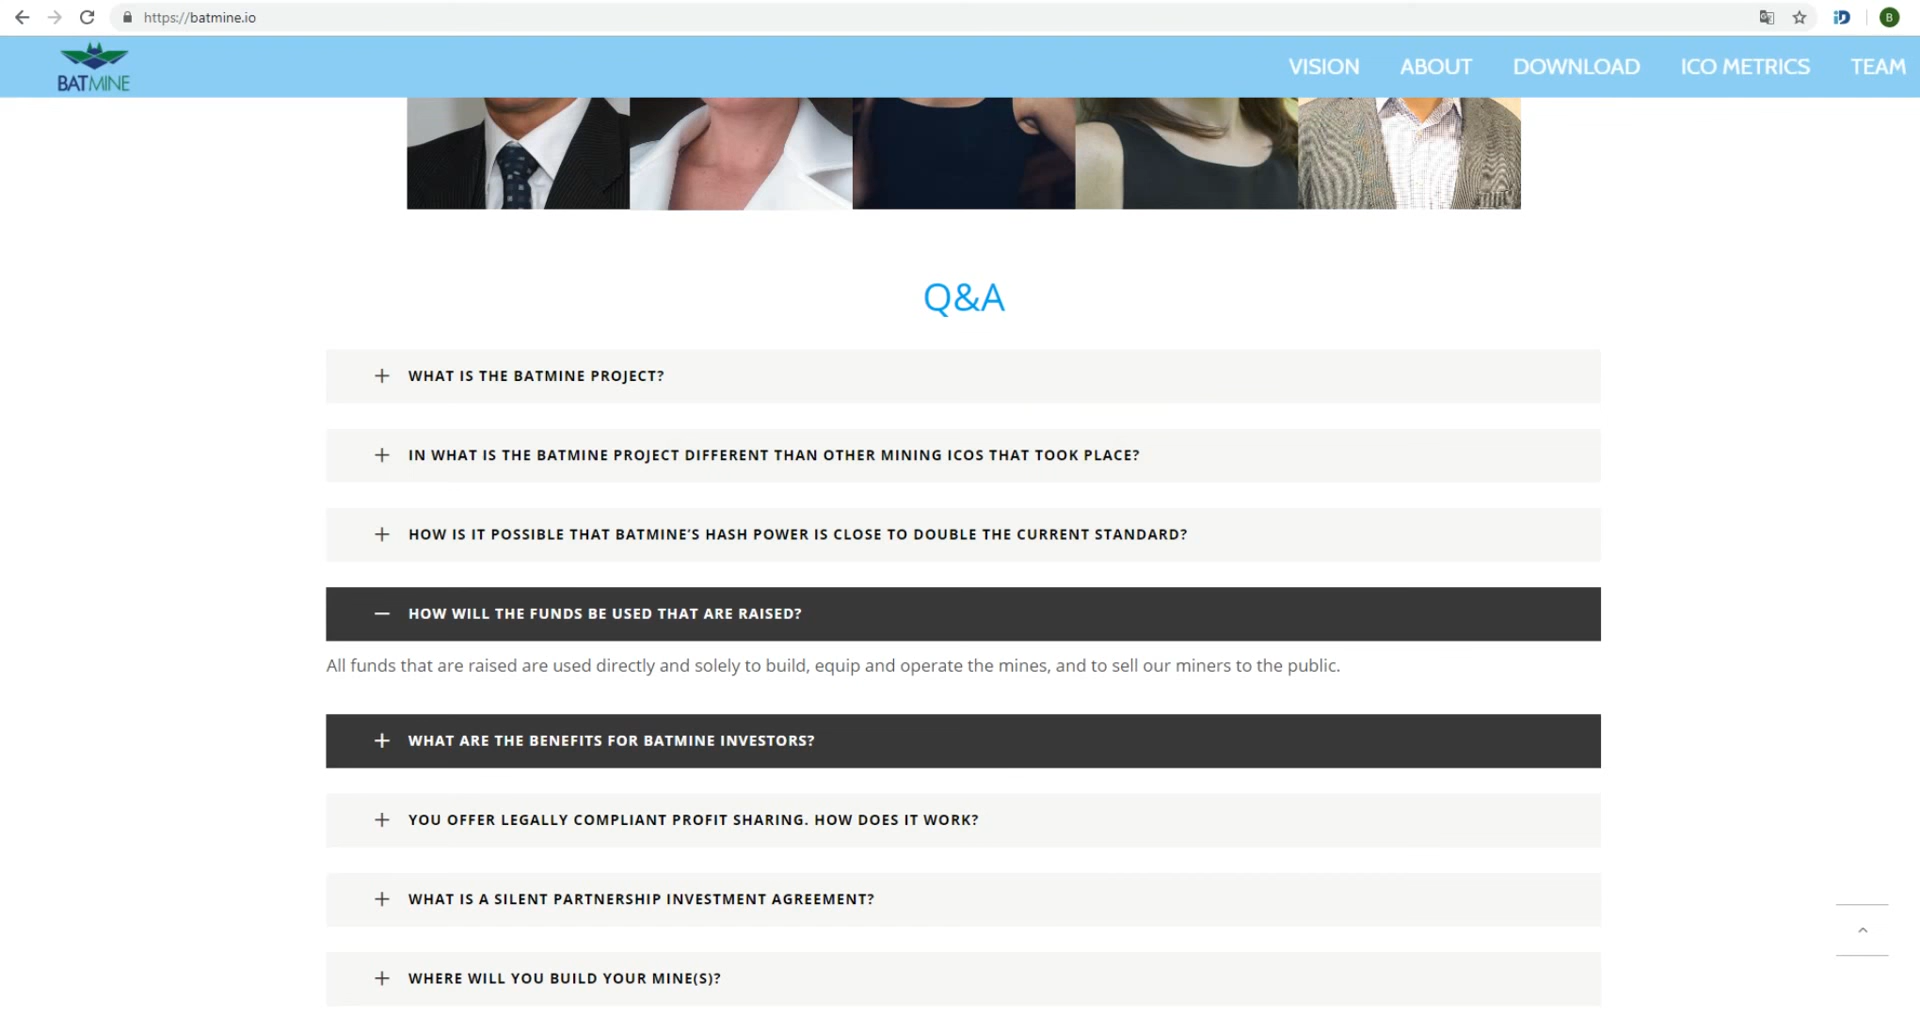 https://batmine.io
B
BATMINE
VISION
ABOUT
DOWNLOAD
ICO METRICS
TEAM
Q&A
WHAT IS THE BATMINE PROJECT?
IN WHAT IS THE BATMINE PROJECT DIFFERENT THAN OTHER MINING ICOS THAT TOOK PLACE?
HOW IS IT POSSIBLE THAT BATMINE’S HASH POWER IS CLOSE TO DOUBLE THE CURRENT STANDARD?
HOW WILL THE FUNDS BE USED THAT ARE RAISED?
All funds that are raised are used directly and solely to build, equip and operate the mines, and to sell our miners to the public.
WHAT ARE THE BENEFITS FOR BATMINE INVESTORS?
YOU OFFER LEGALLY COMPLIANT PROFIT SHARING. HOW DOES IT WORK?
WHAT IS A SILENT PARTNERSHIP INVESTMENT AGREEMENT?
WHERE WILL YOU BUILD YOUR MINE(S)?